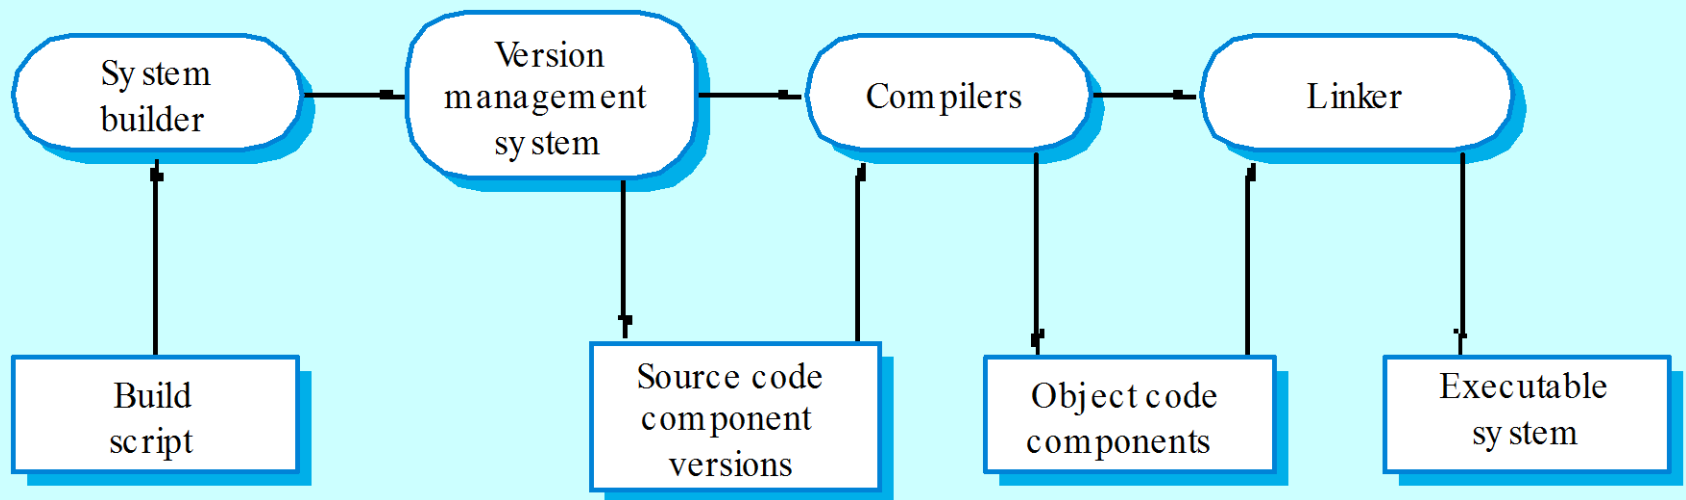 System
builder
Version
management
system
Compilers
Linker
Build
script
Source code
component
versions
Object code
components
Executable
system